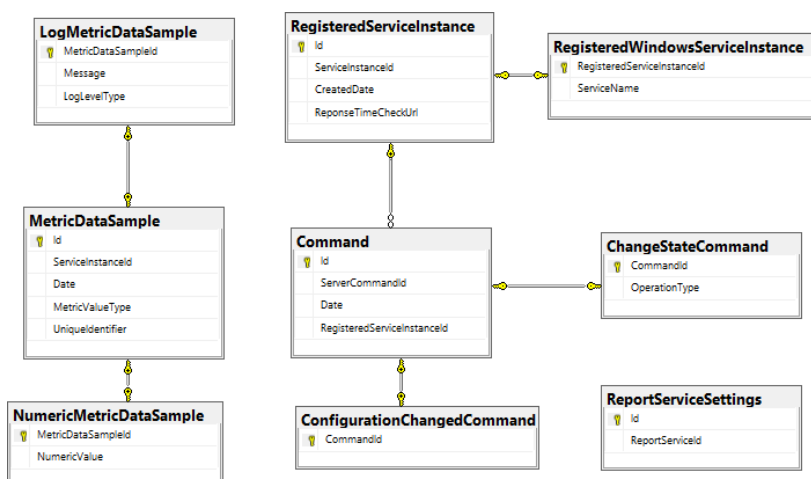 LogMetricDataSample
MetricDataSampleId
Message
LogLevelType
RegisteredServiceInstance
Id
ServiceInstanceId
CreatedDate
ReponseTimeCheckUrl
RegisteredWindowsServiceInstance
RegisteredServiceInstanceId
ServiceName
MetricDataSample
Id
ServiceInstanceId
Date
MetricValueType
UniqueIdentifier
Command
Id
ServerCommandId
Date
RegisteredServiceInstanceId
ChangeStateCommand
CommandId
OperationType
NumericMetricDataSample
MetricDataSampleId
NumericValue
ConfigurationChangedCommand
CommandId
ReportServiceSettings
Id
ReportServiceId